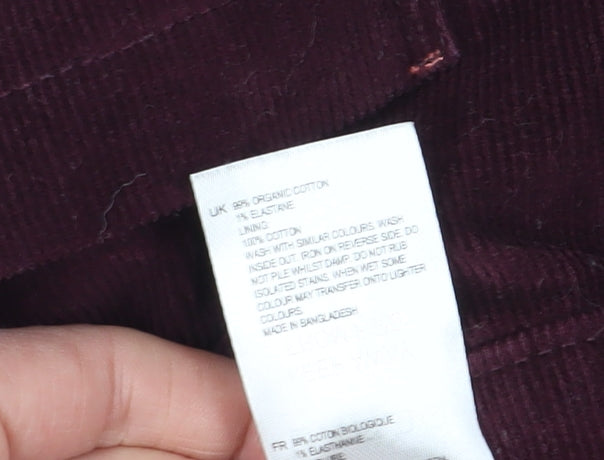 UK 99% ORGANIC COTTON
1% ELASTANE
LINING:
100% COTTON
WASH WITH SIMILAR COLOURS. WASH
INSIDE OUT. IRON ON REVERSE SIDE. DO
NOT PILE WHILST DAMP. DO NOT RUB
ISOLATED STAINS. WHEN WET SOME
COLOUR MAY TRANSFER ONTO LIGHTER
COLOURS.
MADE IN BANGLADESH
FR 99% COTON BIOLOGIQUE
1% ELASTHANNE